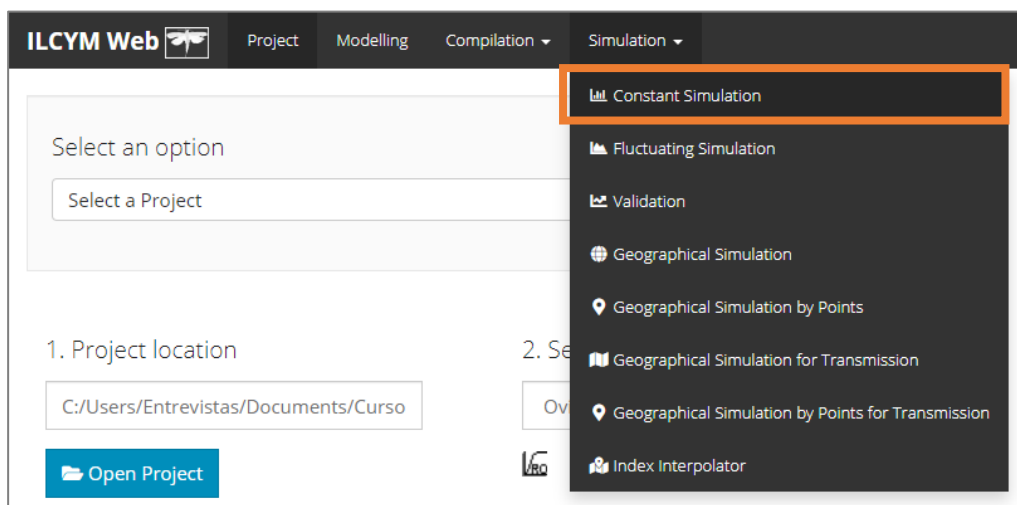 ILCYM Web Project Modelling Compilation Simulation
Constant Simulation
Select an option
Fluctuating Simulation
Select a Project
Validation
Geographical Simulation
Geographical Simulation by Points
1. Project location
2. Se
Geographical Simulation for Transmission
C:/Users/Entrevistas/Documents/Curso
Ovi
Geographical Simulation by Points for Transmission
Open Project
Index Interpolator